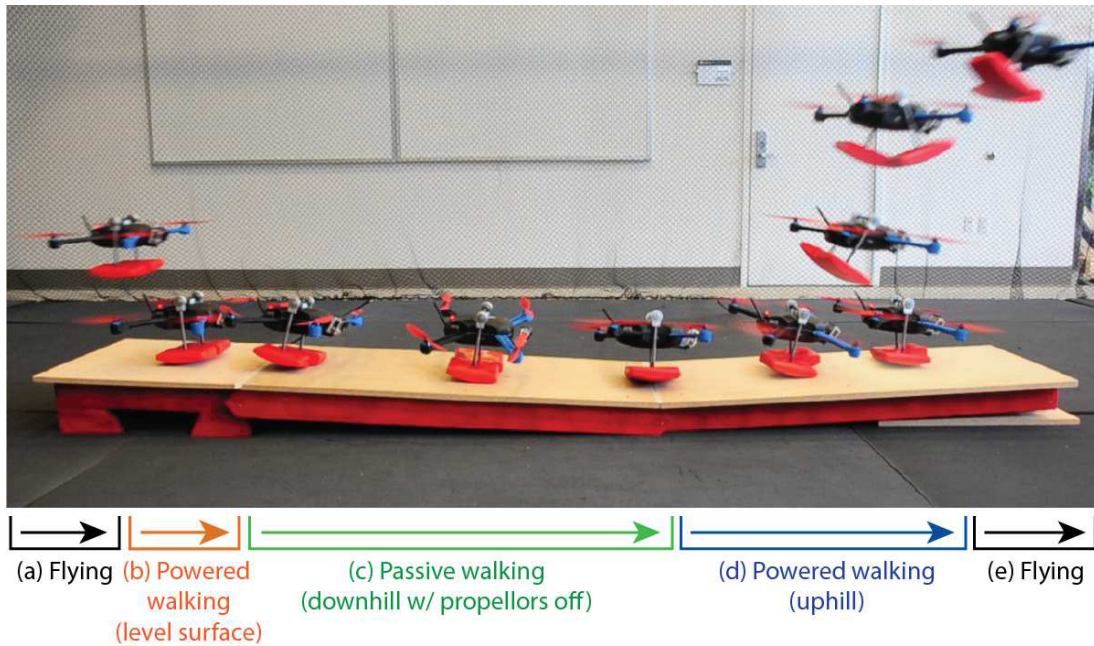 (a) Flying
(b) Powered
walking
(level surface)
(c) Passive walking
(downhill w/ propellors off)
(d) Powered walking
(uphill)
(e) Flying